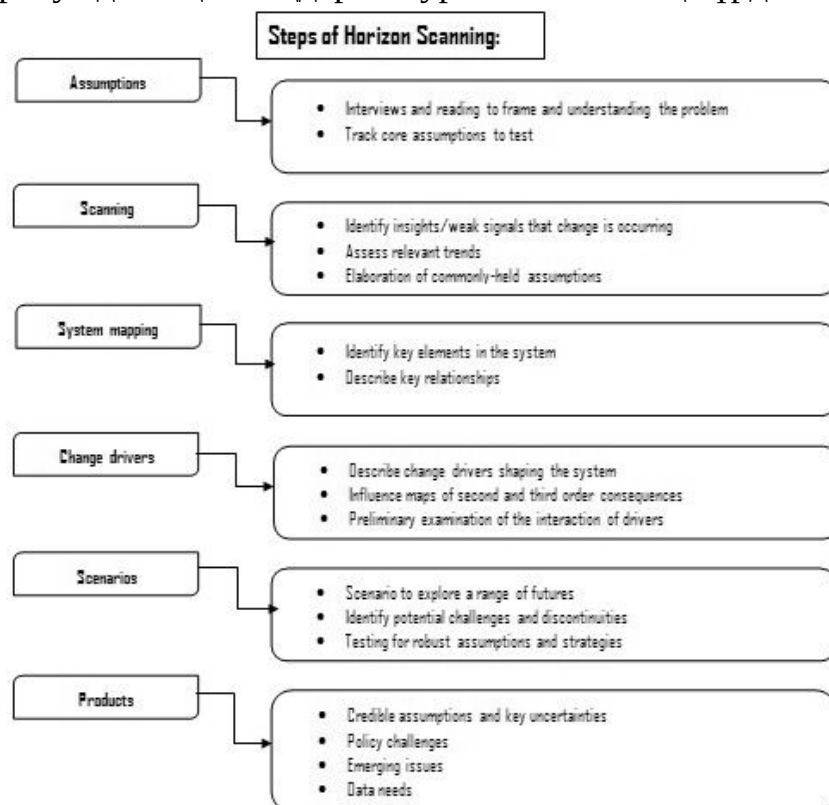 Steps of Horizon Scanning:
Assumptions
• Interviews and reading to frame and understanding the problem
• Track core assumptions to test
Scanning
• Identify insights/weak signals that change is occurring
• Assess relevant trends
• Elaboration of commonly-held assumptions
System mapping
• Identify key elements in the system
• Describe key relationships
Change drivers
• Describe change drivers shaping the system
• Influence maps of second and third order consequences
• Preliminary examination of the interaction of drivers
Scenarios
• Scenario to explore a range of futures
• Identify potential challenges and discontinuities
• Testing for robust assumptions and strategies
Products
• Credible assumptions and key uncertainties
• Policy challenges
• Emerging issues
• Data needs